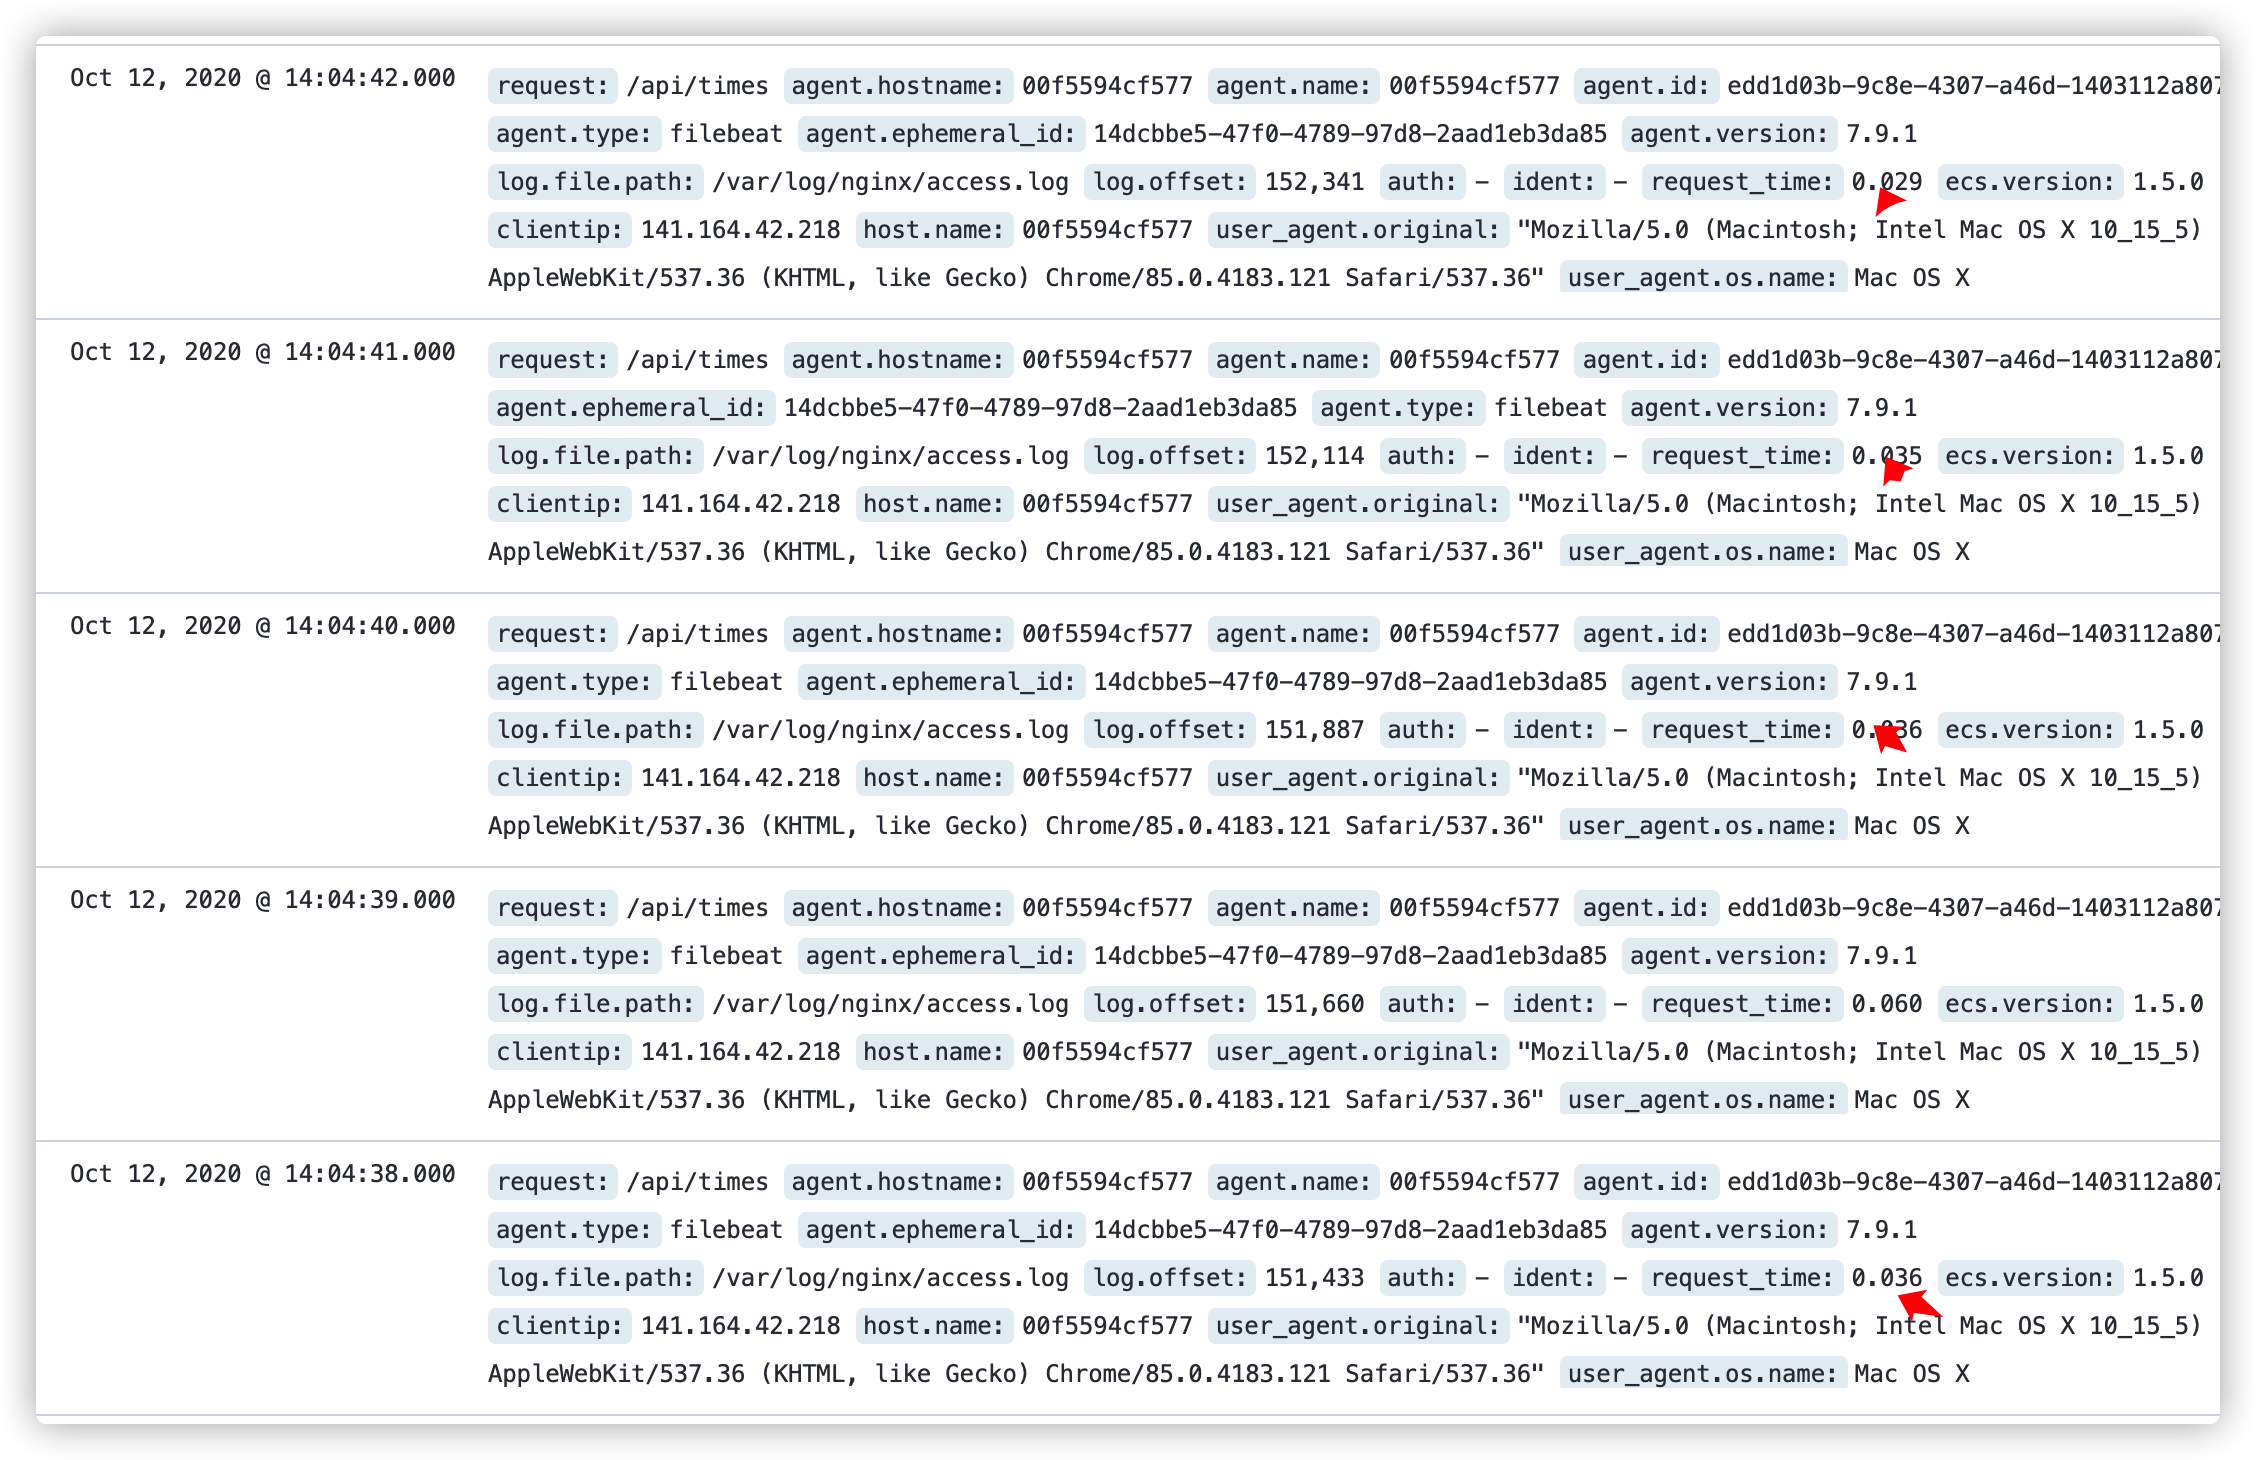 Oct 12, 2020 @ 14:04:42.000 request: /api/times agent.hostname: 00f5594cf577 agent.name: 00f5594cf577 agent.id: edd1d03b-9c8e-4307-a46d-1403112a807
agent.type: filebeat agent.ephemeral_id: 14dcbbe5-47f0-4789-97d8-2aad1eb3da85 agent.version: 7.9.1
log.file.path: /var/log/nginx/access.log log.offset: 152,341 auth: - ident: - request_time: 0.029 ecs.version: 1.5.0
clientip: 141.164.42.218 host.name: 00f5594cf577 user_agent.original: "Mozilla/5.0 (Macintosh; Intel Mac OS X 10_15_5)
AppleWebKit/537.36 (KHTML, like Gecko) Chrome/85.0.4183.121 Safari/537.36" user_agent.os.name: Mac OS X
Oct 12, 2020 @ 14:04:41.000 request: /api/times agent.hostname: 00f5594cf577 agent.name: 00f5594cf577 agent.id: edd1d03b-9c8e-4307-a46d-1403112a807
agent.ephemeral_id: 14dcbbe5-47f0-4789-97d8-2aad1eb3da85 agent.type: filebeat agent.version: 7.9.1
log.file.path: /var/log/nginx/access.log log.offset: 152,114 auth: - ident: - request_time: 0.035 ecs.version: 1.5.0
clientip: 141.164.42.218 host.name: 00f5594cf577 user_agent.original: "Mozilla/5.0 (Macintosh; Intel Mac OS X 10_15_5)
AppleWebKit/537.36 (KHTML, like Gecko) Chrome/85.0.4183.121 Safari/537.36" user_agent.os.name: Mac OS X
Oct 12, 2020 @ 14:04:40.000 request: /api/times agent.hostname: 00f5594cf577 agent.name: 00f5594cf577 agent.id: edd1d03b-9c8e-4307-a46d-1403112a807
agent.type: filebeat agent.ephemeral_id: 14dcbbe5-47f0-4789-97d8-2aad1eb3da85 agent.version: 7.9.1
log.file.path: /var/log/nginx/access.log log.offset: 151,887 auth: - ident: - request_time: 0.036 ecs.version: 1.5.0
clientip: 141.164.42.218 host.name: 00f5594cf577 user_agent.original: "Mozilla/5.0 (Macintosh; Intel Mac OS X 10_15_5)
AppleWebKit/537.36 (KHTML, like Gecko) Chrome/85.0.4183.121 Safari/537.36" user_agent.os.name: Mac OS X
Oct 12, 2020 @ 14:04:39.000 request: /api/times agent.hostname: 00f5594cf577 agent.name: 00f5594cf577 agent.id: edd1d03b-9c8e-4307-a46d-1403112a807
agent.type: filebeat agent.ephemeral_id: 14dcbbe5-47f0-4789-97d8-2aad1eb3da85 agent.version: 7.9.1
log.file.path: /var/log/nginx/access.log log.offset: 151,660 auth: - ident: - request_time: 0.060 ecs.version: 1.5.0
clientip: 141.164.42.218 host.name: 00f5594cf577 user_agent.original: "Mozilla/5.0 (Macintosh; Intel Mac OS X 10_15_5)
AppleWebKit/537.36 (KHTML, like Gecko) Chrome/85.0.4183.121 Safari/537.36" user_agent.os.name: Mac OS X
Oct 12, 2020 @ 14:04:38.000 request: /api/times agent.hostname: 00f5594cf577 agent.name: 00f5594cf577 agent.id: edd1d03b-9c8e-4307-a46d-1403112a807
agent.type: filebeat agent.ephemeral_id: 14dcbbe5-47f0-4789-97d8-2aad1eb3da85 agent.version: 7.9.1
log.file.path: /var/log/nginx/access.log log.offset: 151,433 auth: - ident: - request_time: 0.036 ecs.version: 1.5.0
clientip: 141.164.42.218 host.name: 00f5594cf577 user_agent.original: "Mozilla/5.0 (Macintosh; Intel Mac OS X 10_15_5)
AppleWebKit/537.36 (KHTML, like Gecko) Chrome/85.0.4183.121 Safari/537.36" user_agent.os.name: Mac OS X